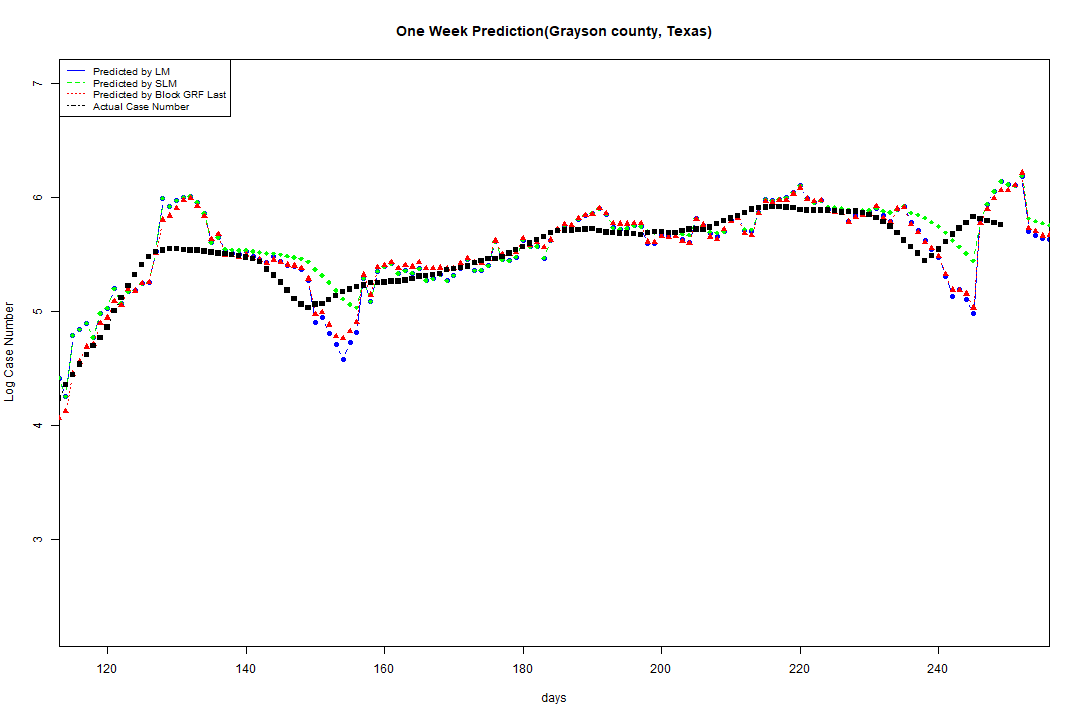 One Week Prediction(Grayson county, Texas)
Predicted by LM
Predicted by SLM
Predicted by Block GRF Last
Actual Case Number
Log Case Number
7
6
5
4
3
120 140 160 180 200 220 240
days